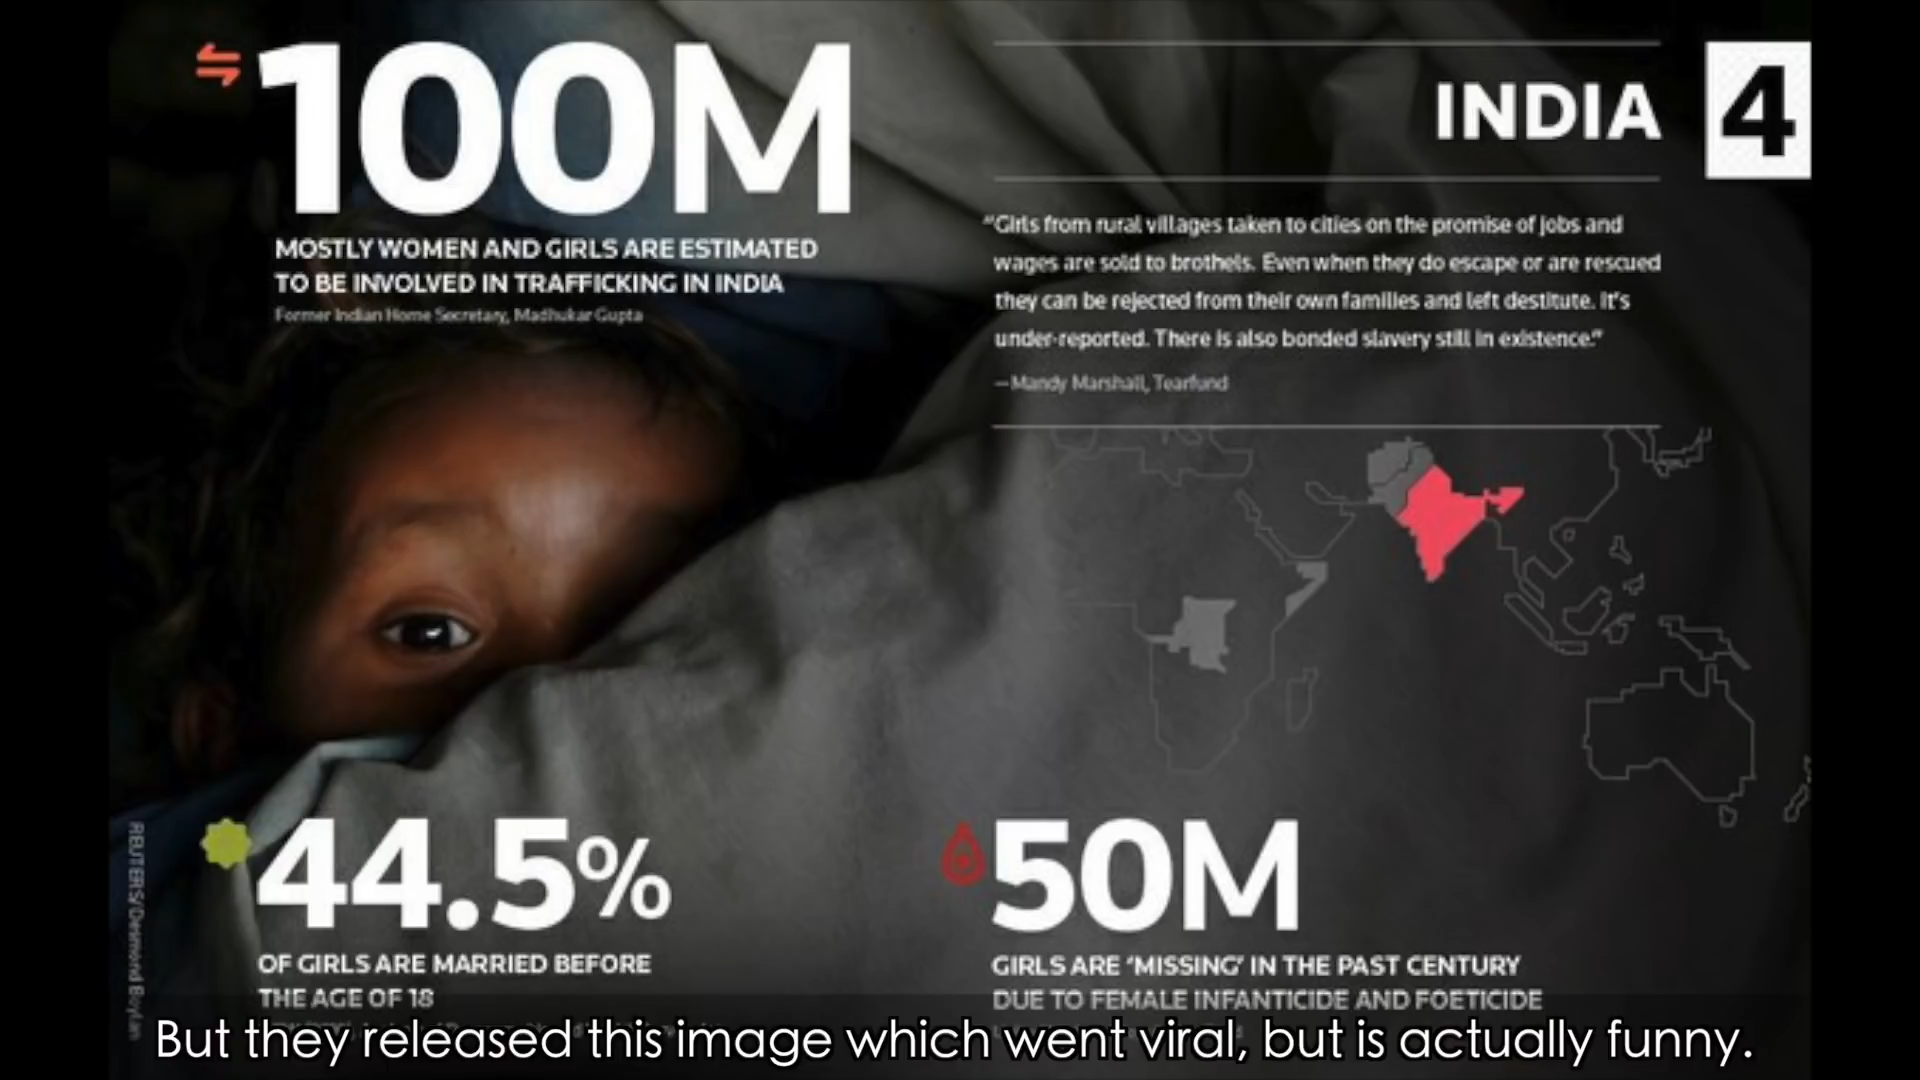 100M
MOSTLY WOMEN AND GIRLS ARE ESTIMATED
TO BE INVOLVED IN TRAFFICKING IN INDIA
Former Indian Home Secretary, Madhukar Gupta
INDIA 4
“Girls from rural villages taken to cities on the promise of jobs and
wages are sold to brothels. Even when they do escape or are rescued
they can be rejected from their own families and left destitute. It's
under-reported. There is also bonded slavery still in existence.”
—Mandy Marshall, Tearfund
44.5%
OF GIRLS ARE MARRIED BEFORE
THE AGE OF 18
50M
GIRLS ARE ‘MISSING’ IN THE PAST CENTURY
DUE TO FEMALE INFANTICIDE AND FOETICIDE
REUTERS/Desmond Boylan
But they released this image which went viral, but is actually funny.